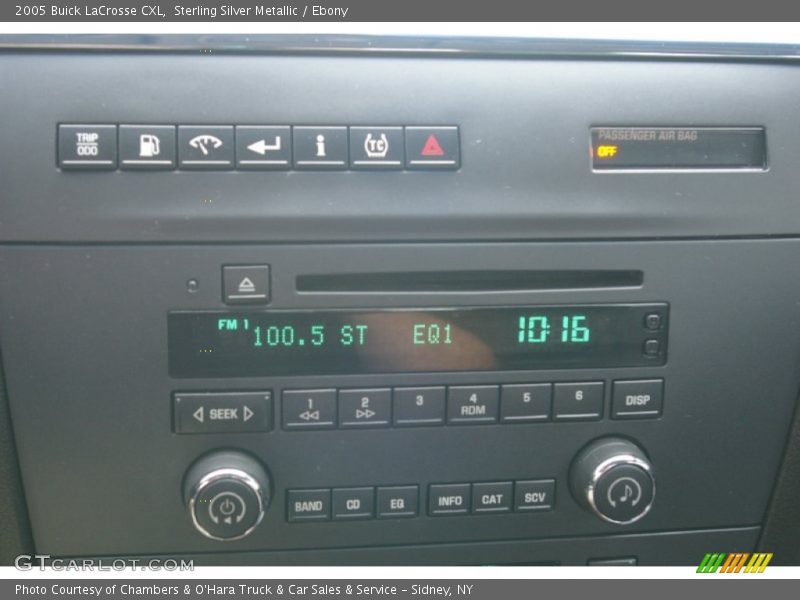 2005 Buick LaCrosse CXL,  Sterling Silver Metallic / Ebony
TRIP
ODO
i
TC
PASSENGER AIR BAG
OFF
FM 1
100.5 ST
EQ1
10:16
SEEK
1
2
3
4
RDM
5
6
DISP
BAND
CD
EQ
INFO
CAT
SCV
GTCARLOT.COM
Photo Courtesy of Chambers & O'Hara Truck & Car Sales & Service - Sidney, NY